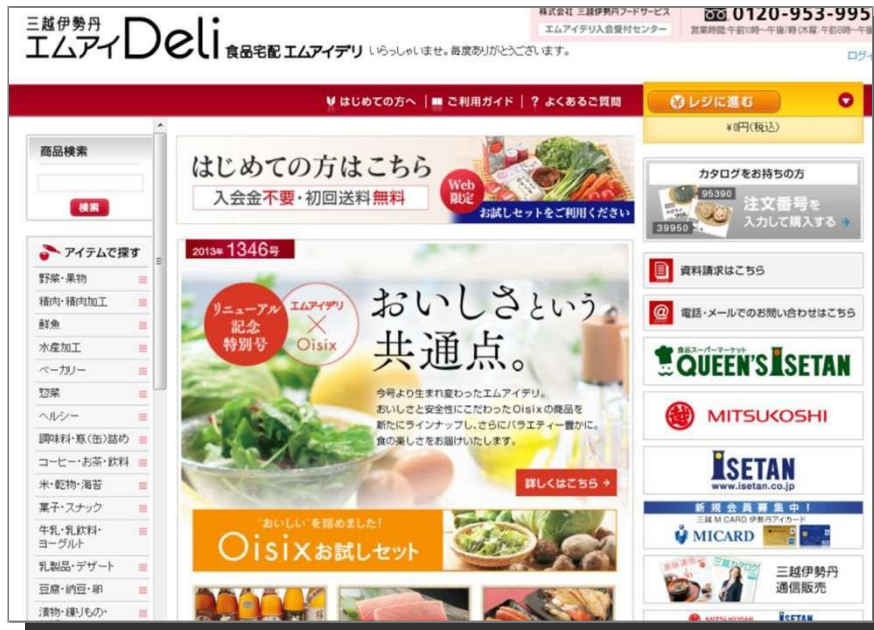 三越伊勢丹
エムアイDeli 食品宅配 エムアイデリ いらっしゃいませ。毎度ありがとうございます。
株式会社 三越伊勢丹フードサービス
エムアイデリ入会受付センター
0120-953-995
ログイ
はじめての方へ ご利用ガイド ? よくあるご質問
レジに進む
¥0円(税込)
商品検索
検索
アイテムで探す
野菜・果物
精肉・精肉加工
鮮魚
水産加工
ベーカリー
惣菜
ヘルシー
調味料・瓶(缶)詰め
コーヒー・お茶・飲料
米・乾物・海苔
菓子・スナック
牛乳・乳飲料・
ヨーグルト
乳製品・デザート
豆腐・納豆・卵
漬物・練りもの・
はじめての方はこちら
入会金不要・初回送料無料
Web
限定
お試しセットをご利用ください
2013年 1346号
リニューアル
記念
特別号
エムアイデリ
×
Oisix
おいしさという
共通点。
今号より生まれ変わったエムアイデリ。
おいしさと安全性にこだわったOisixの商品を
新たにラインナップし、さらにバラエティー豊かに。
食の楽しさをお届けいたします。
詳しくはこちら
"おいしい"を詰めました!
Oisixお試しセット
カタログをお持ちの方
95390
39950
注文番号を
入力して購入する
資料請求はこちら
電話・メールでのお問い合わせはこちら
食品スーパーマーケット
QUEEN'S ISETAN
MITSUKOSHI
ISETAN
www.isetan.co.jp
新規会員募集中!
三越 M CARD 伊勢丹アイカード
MICARD
三越伊勢丹
通信販売
MITSUKOSHI
ISETAN